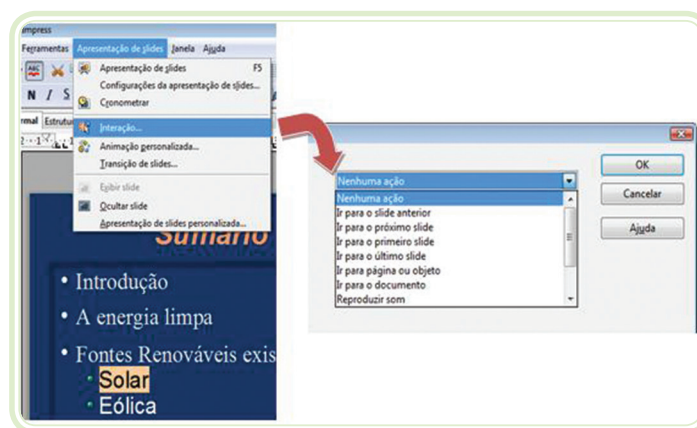 mpress
Ferramentas Apresentação de slides Janela Ajuda
ABC
Apresentação de slides F5
Configurações da apresentação de slides...
N I S
Cronometrar
rmal Estrutu
Interação...
Animação personalizada...
Transição de slides...
Exibir slide
Ocultar slide
Apresentação de slides personalizada...
Sumário
• Introdução
• A energia limpa
• Fontes Renováveis exis
Solar
Eólica
Nenhuma ação
Nenhuma ação
Ir para o slide anterior
Ir para o próximo slide
Ir para o primeiro slide
Ir para o último slide
Ir para página ou objeto
Ir para o documento
Reproduzir som
OK
Cancelar
Ajuda